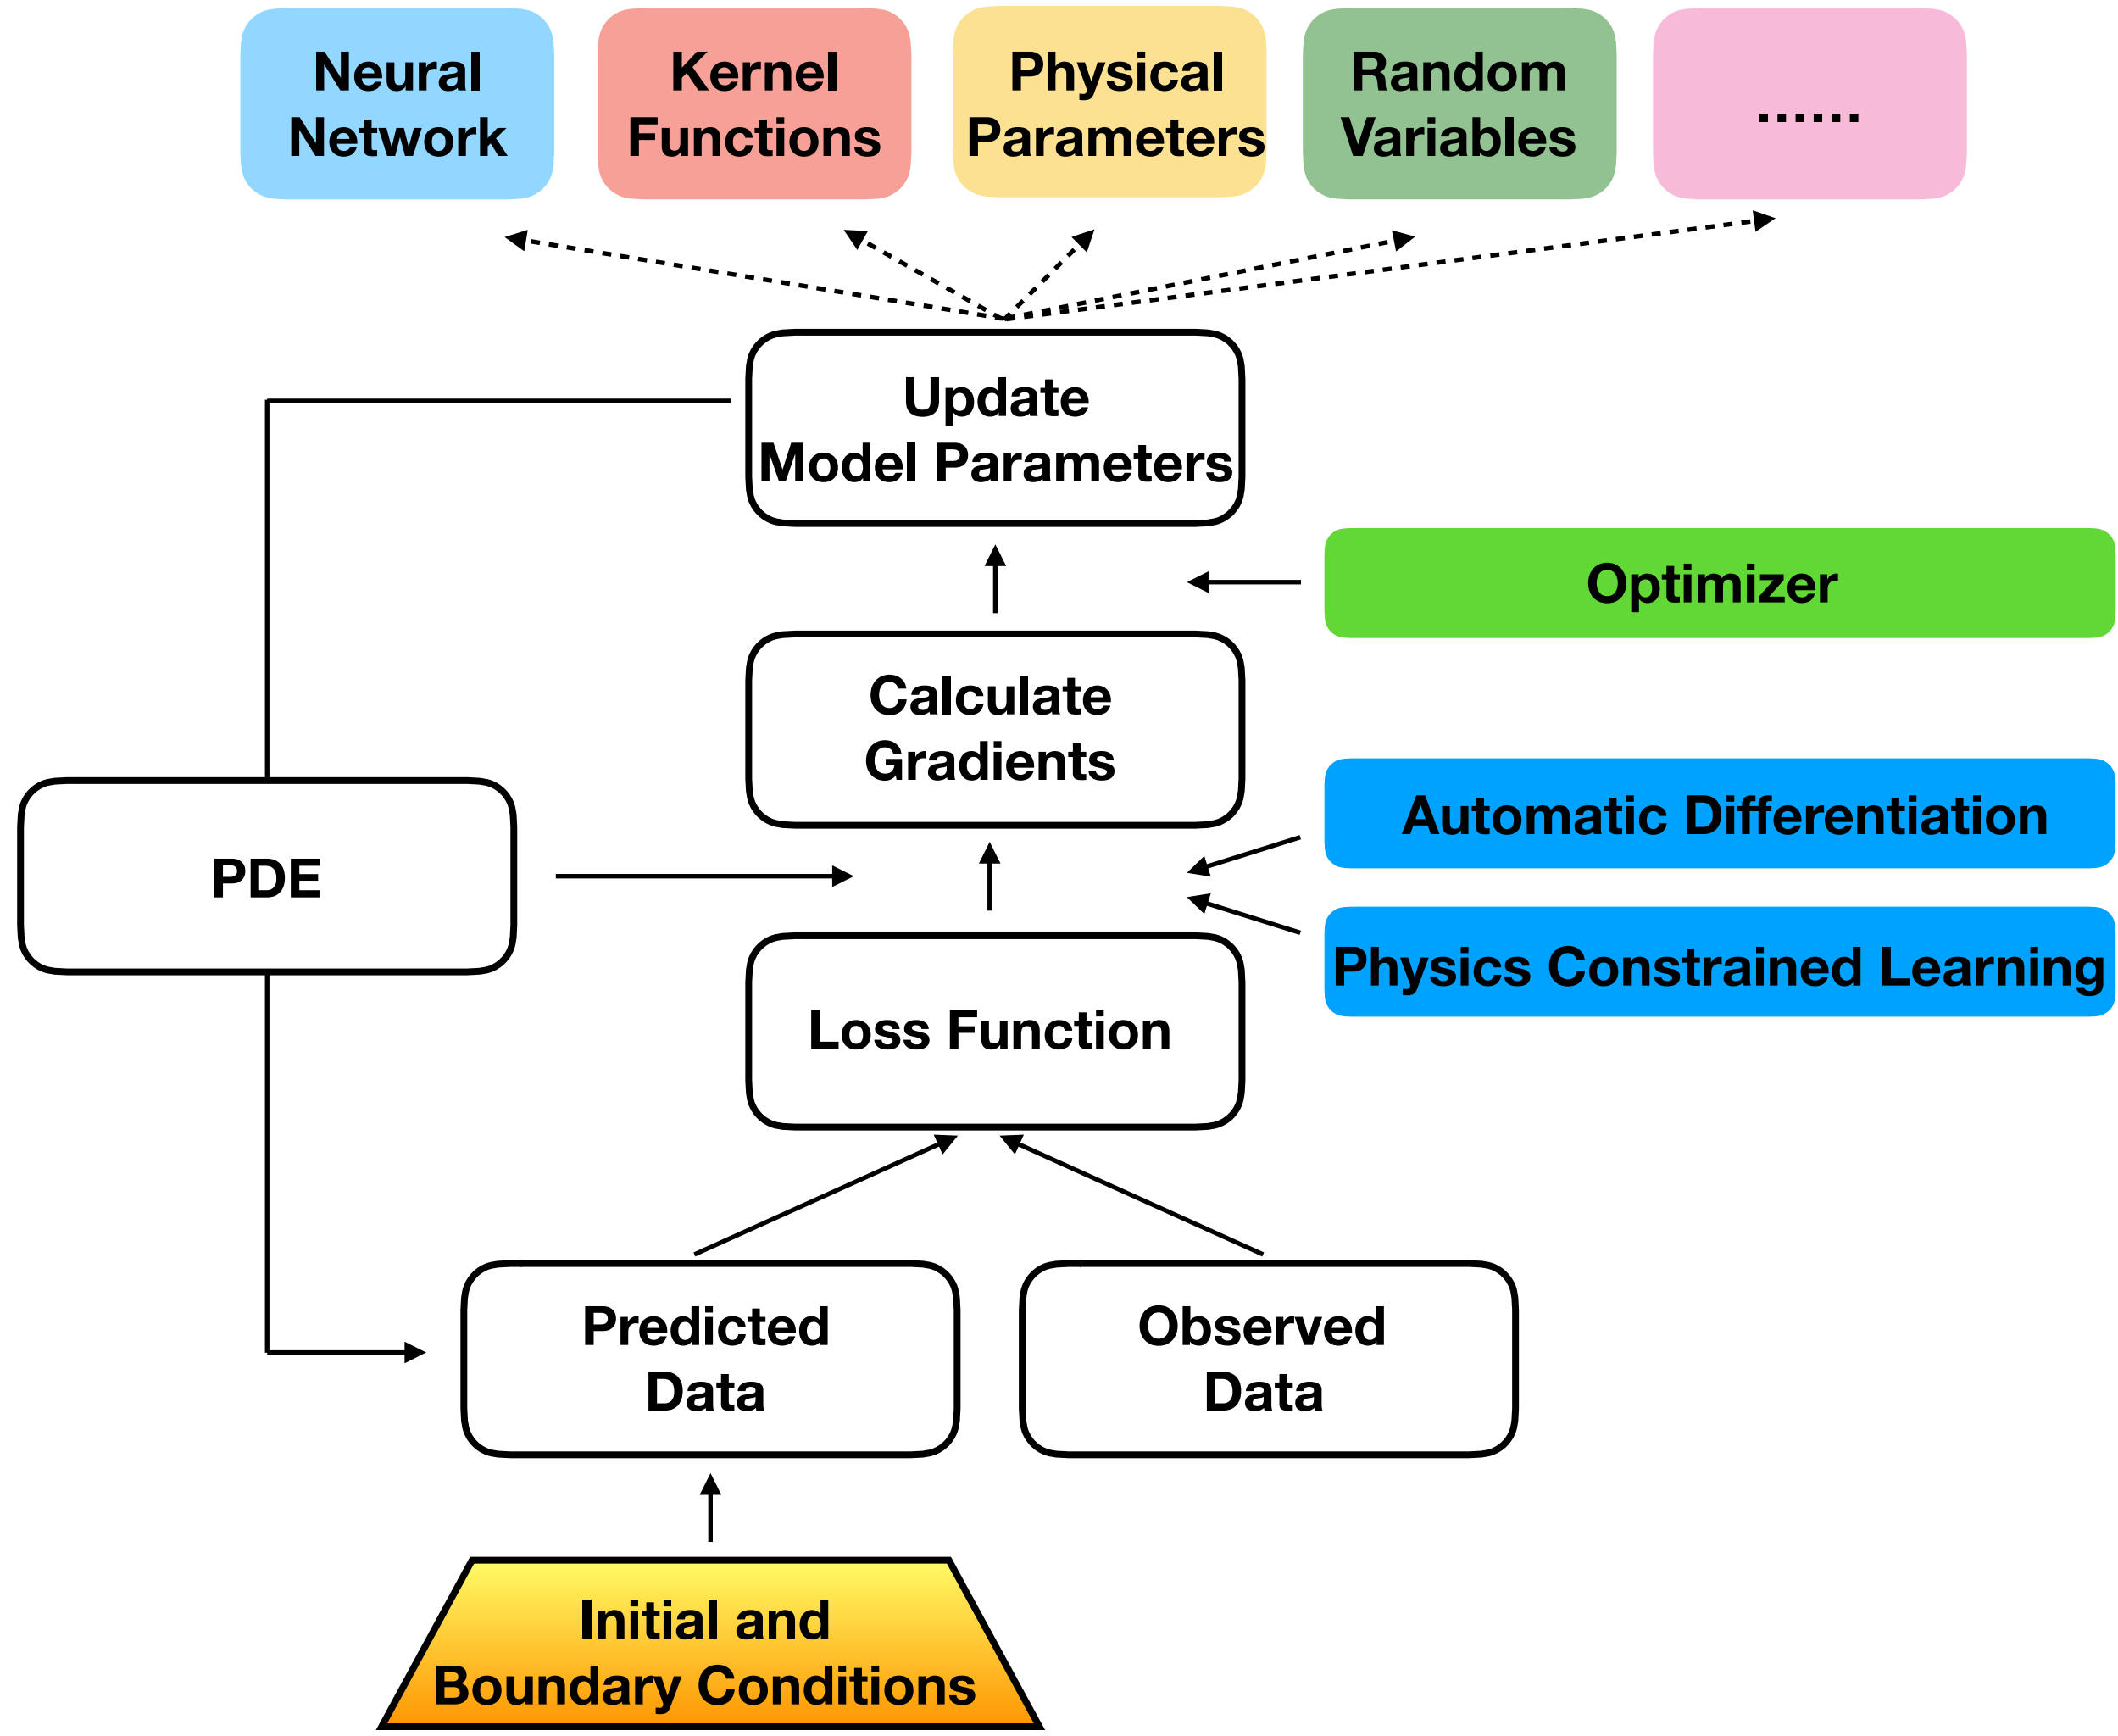 Neural
Network
Kernel
Functions
Physical
Parameters
Random
Variables
......
Update
Model Parameters
Optimizer
Calculate
Gradients
Automatic Differentiation
PDE
Physics Constrained Learning
Loss Function
Predicted
Data
Observed
Data
Initial and
Boundary Conditions